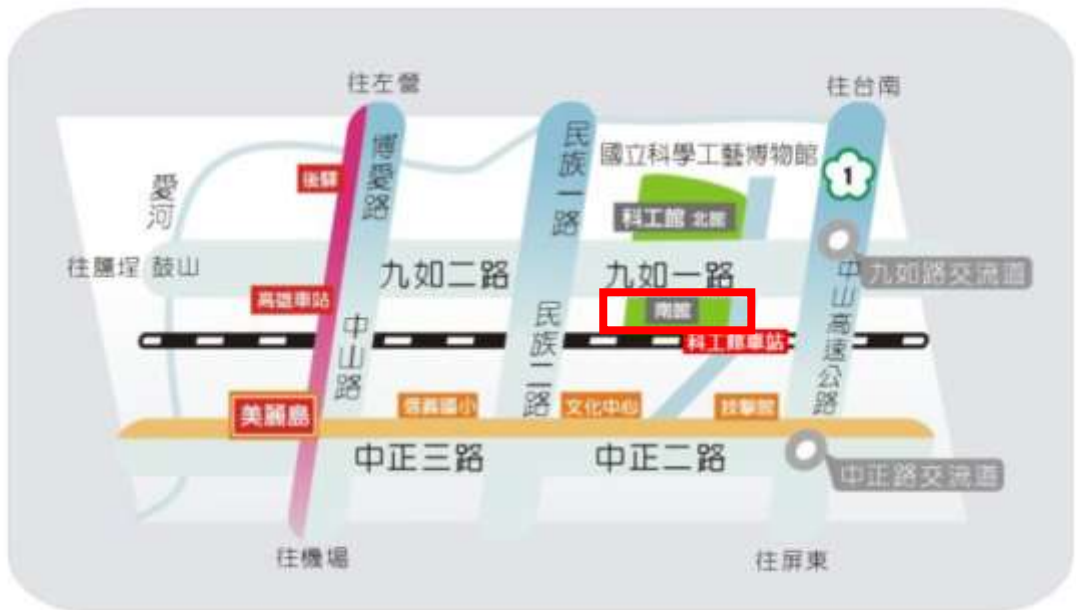 往左營
往台南
博愛路
民族一路
國立科學工藝博物館
1
後驛
愛河
科工館 北館
往鹽埕 鼓山
九如二路
九如一路
九如路交流道
高雄車站
南館
中山路
民族二路
科工館車站
中山高速公路
美麗島
信義國小
文化中心
技擊館
中正三路
中正二路
中正路交流道
往機場
往屏東